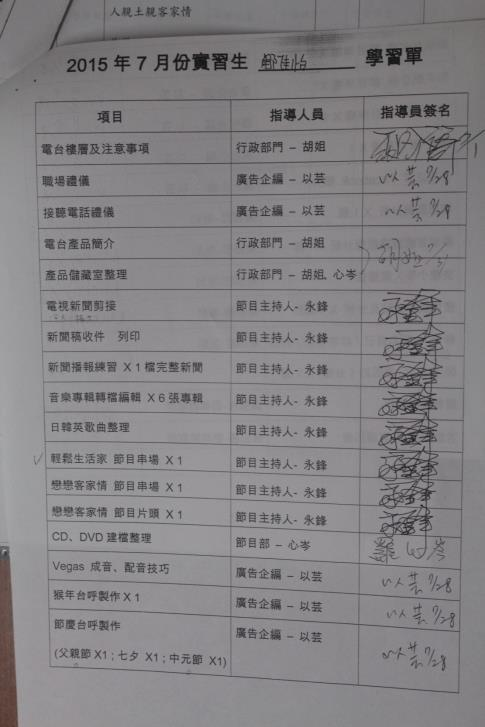 人親土親客家情
2015 年 7 月份實習生 鄭雅怡 學習單
項目 指導人員 指導員簽名
電台樓層及注意事項 行政部門 – 胡姐
職場禮儀 廣告企編 – 以芸 以芸 7/28
接聽電話禮儀 廣告企編 – 以芸 以芸 7/28
電台產品簡介 行政部門 – 胡姐 胡姐 7/31
產品儲藏室整理 行政部門 – 胡姐、心岑
電視新聞剪接 節目主持人- 永鋒
新聞稿收件 列印 節目主持人- 永鋒
新聞播報練習 X 1 檔完整新聞 節目主持人- 永鋒
音樂專輯轉檔編輯 X 6 張專輯 節目主持人- 永鋒
日韓英歌曲整理 節目主持人- 永鋒
✓ 輕鬆生活家 節目串場 X 1 節目主持人- 永鋒
戀戀客家情 節目串場 X 1 節目主持人- 永鋒
戀戀客家情 節目片頭 X 1 節目主持人- 永鋒
CD、DVD 建檔整理 節目部 – 心岑
Vegas 成音、配音技巧 廣告企編 – 以芸 以芸 7/28
猴年台呼製作 X 1 廣告企編 – 以芸 以芸 7/28
節慶台呼製作 廣告企編 – 以芸 以芸 7/28
(父親節 X1；七夕 X1；中元節 X1)